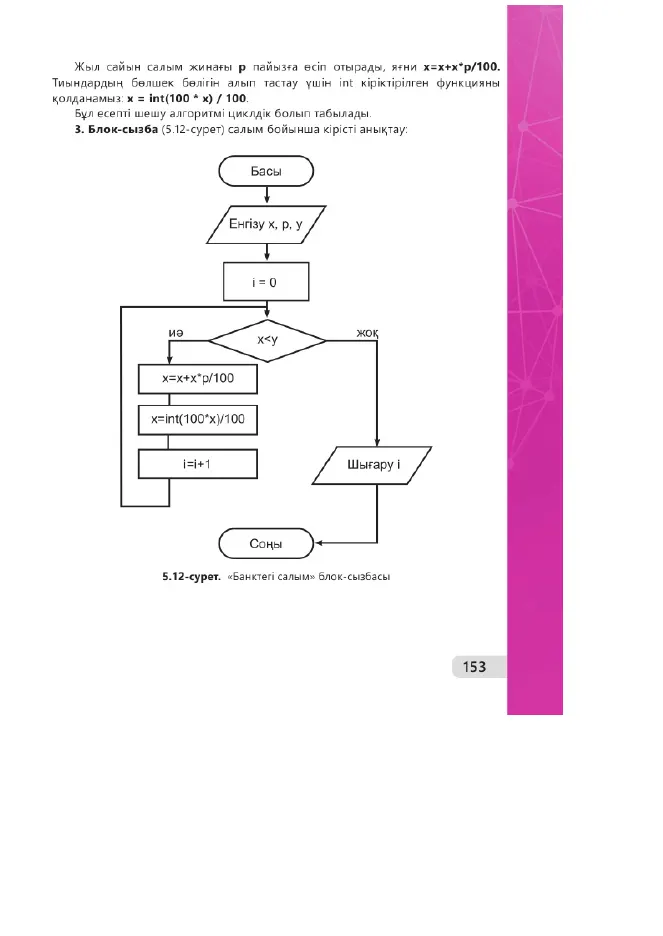 Жыл сайын салым жинағы p пайызға өсіп отырады, яғни x=x+x*p/100.
Тиындардың бөлшек бөлігін алып тастау үшін int кіріктірілген функцияны
қолданамыз: x = int(100 * x) / 100.
Бұл есепті шешу алгоритмі циклдік болып табылады.
3. Блок-сызба (5.12-сурет) салым бойынша кірісті анықтау:
Басы
Енгізу x, p, y
i = 0
иә
x<y
жоқ
x=x+x*p/100
x=int(100*x)/100
i=i+1
Шығару i
Соңы
5.12-сурет. «Банктегі салым» блок-сызбасы
153